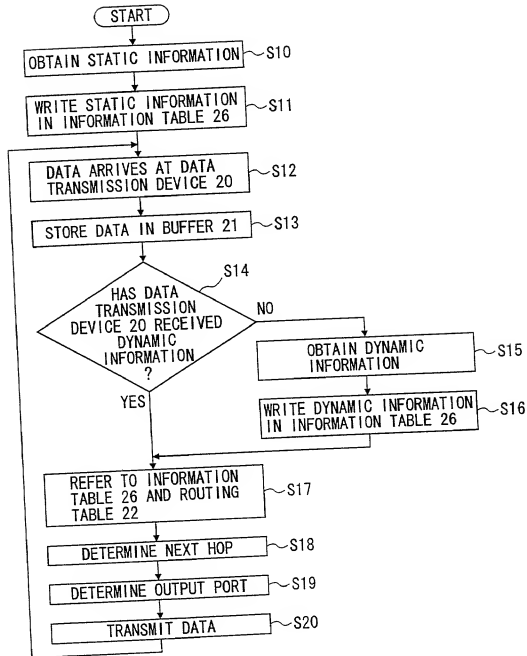 START
OBTAIN STATIC INFORMATION
S10
WRITE STATIC INFORMATION
IN INFORMATION TABLE 26
S11
DATA ARRIVES AT DATA
TRANSMISSION DEVICE 20
S12
STORE DATA IN BUFFER 21
S13
S14
HAS DATA
TRANSMISSION
DEVICE 20 RECEIVED
DYNAMIC
INFORMATION
?
NO
YES
OBTAIN DYNAMIC
INFORMATION
S15
WRITE DYNAMIC INFORMATION
IN INFORMATION TABLE 26
S16
REFER TO INFORMATION
TABLE 26 AND ROUTING
TABLE 22
S17
DETERMINE NEXT HOP
S18
DETERMINE OUTPUT PORT
S19
TRANSMIT DATA
S20